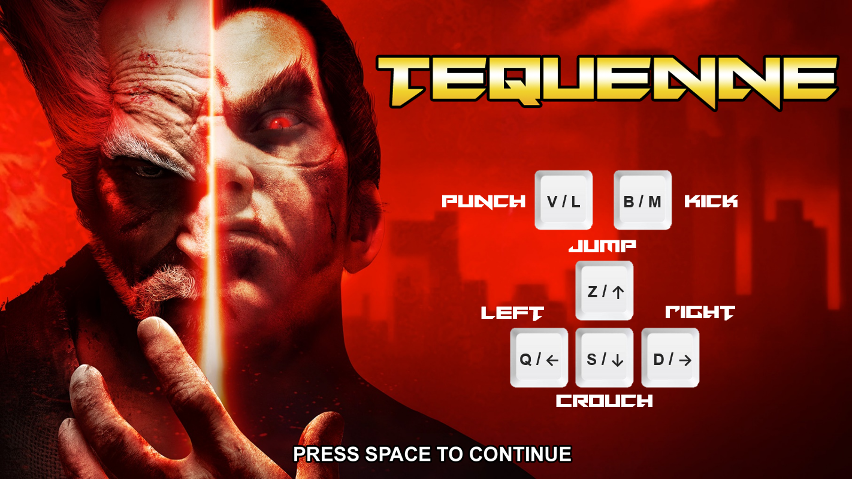 TEQUENNE
PUNCH V / L B / M KICK
JUMP
Z / ↑
LEFT RIGHT
Q / ← S / ↓ D / →
CROUCH
PRESS SPACE TO CONTINUE